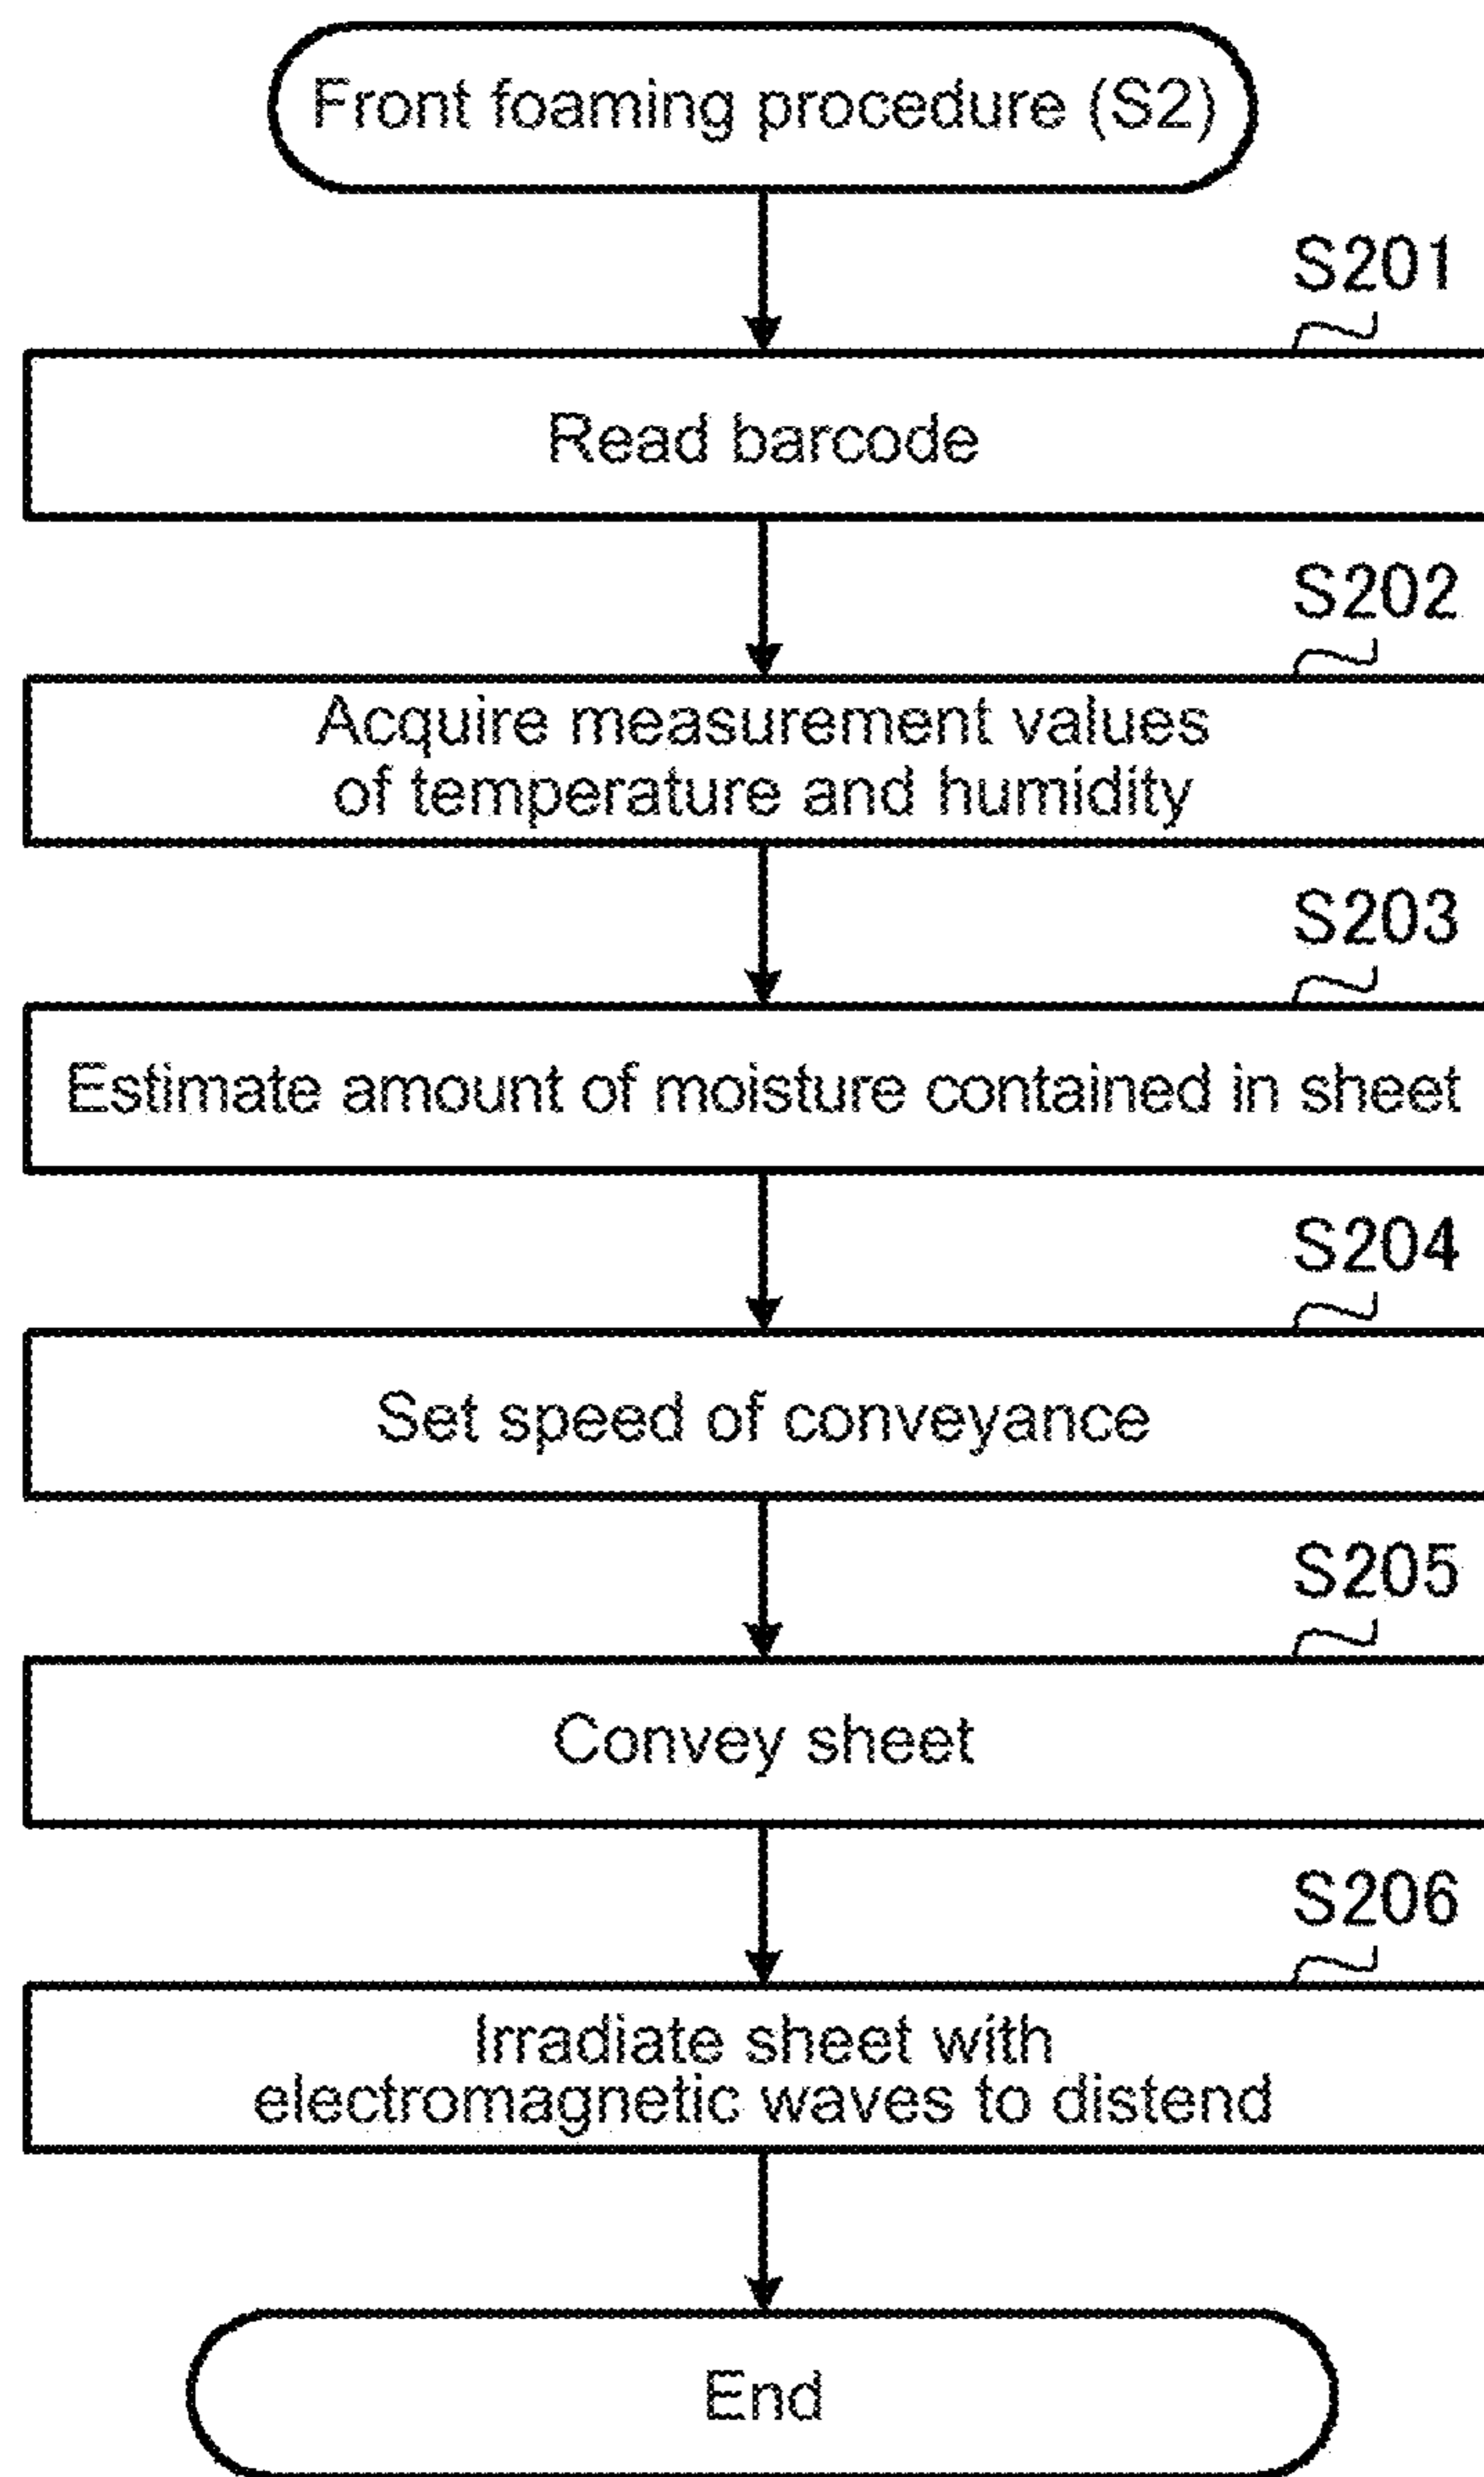 Front foaming procedure (S2)
S201
Read barcode
S202
Acquire measurement values
of temperature and humidity
S203
Estimate amount of moisture contained in sheet
S204
Set speed of conveyance
S205
Convey sheet
S206
Irradiate sheet with
electromagnetic waves to distend
End